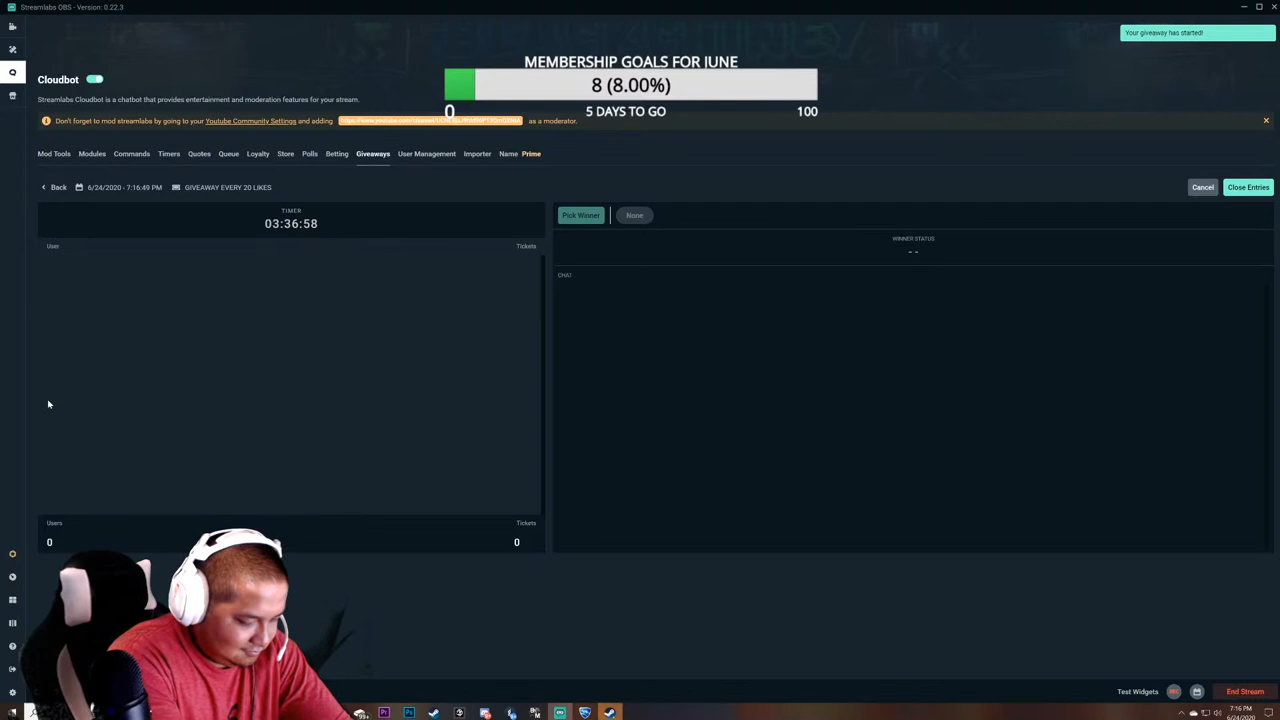 Streamlabs OBS - Version: 0.22.3
Your giveaway has started!
MEMBERSHIP GOALS FOR JUNE
8 (8.00%)
0 5 DAYS TO GO 100
Cloudbot
Streamlabs Cloudbot is a chatbot that provides entertainment and moderation features for your stream.
Don't forget to mod streamlabs by going to your Youtube Community Settings and adding as a moderator.
Mod Tools Modules Commands Timers Quotes Queue Loyalty Store Polls Betting Giveaways User Management Importer Name Prime
Back 6/24/2020 - 7:16:49 PM GIVEAWAY EVERY 20 LIKES Cancel Close Entries
TIMER
03:36:58
User Tickets
Pick Winner None
WINNER STATUS
- -
CHAT
Users Tickets
0 0
Test Widgets REC End Stream
7:16 PM
6/24/2020